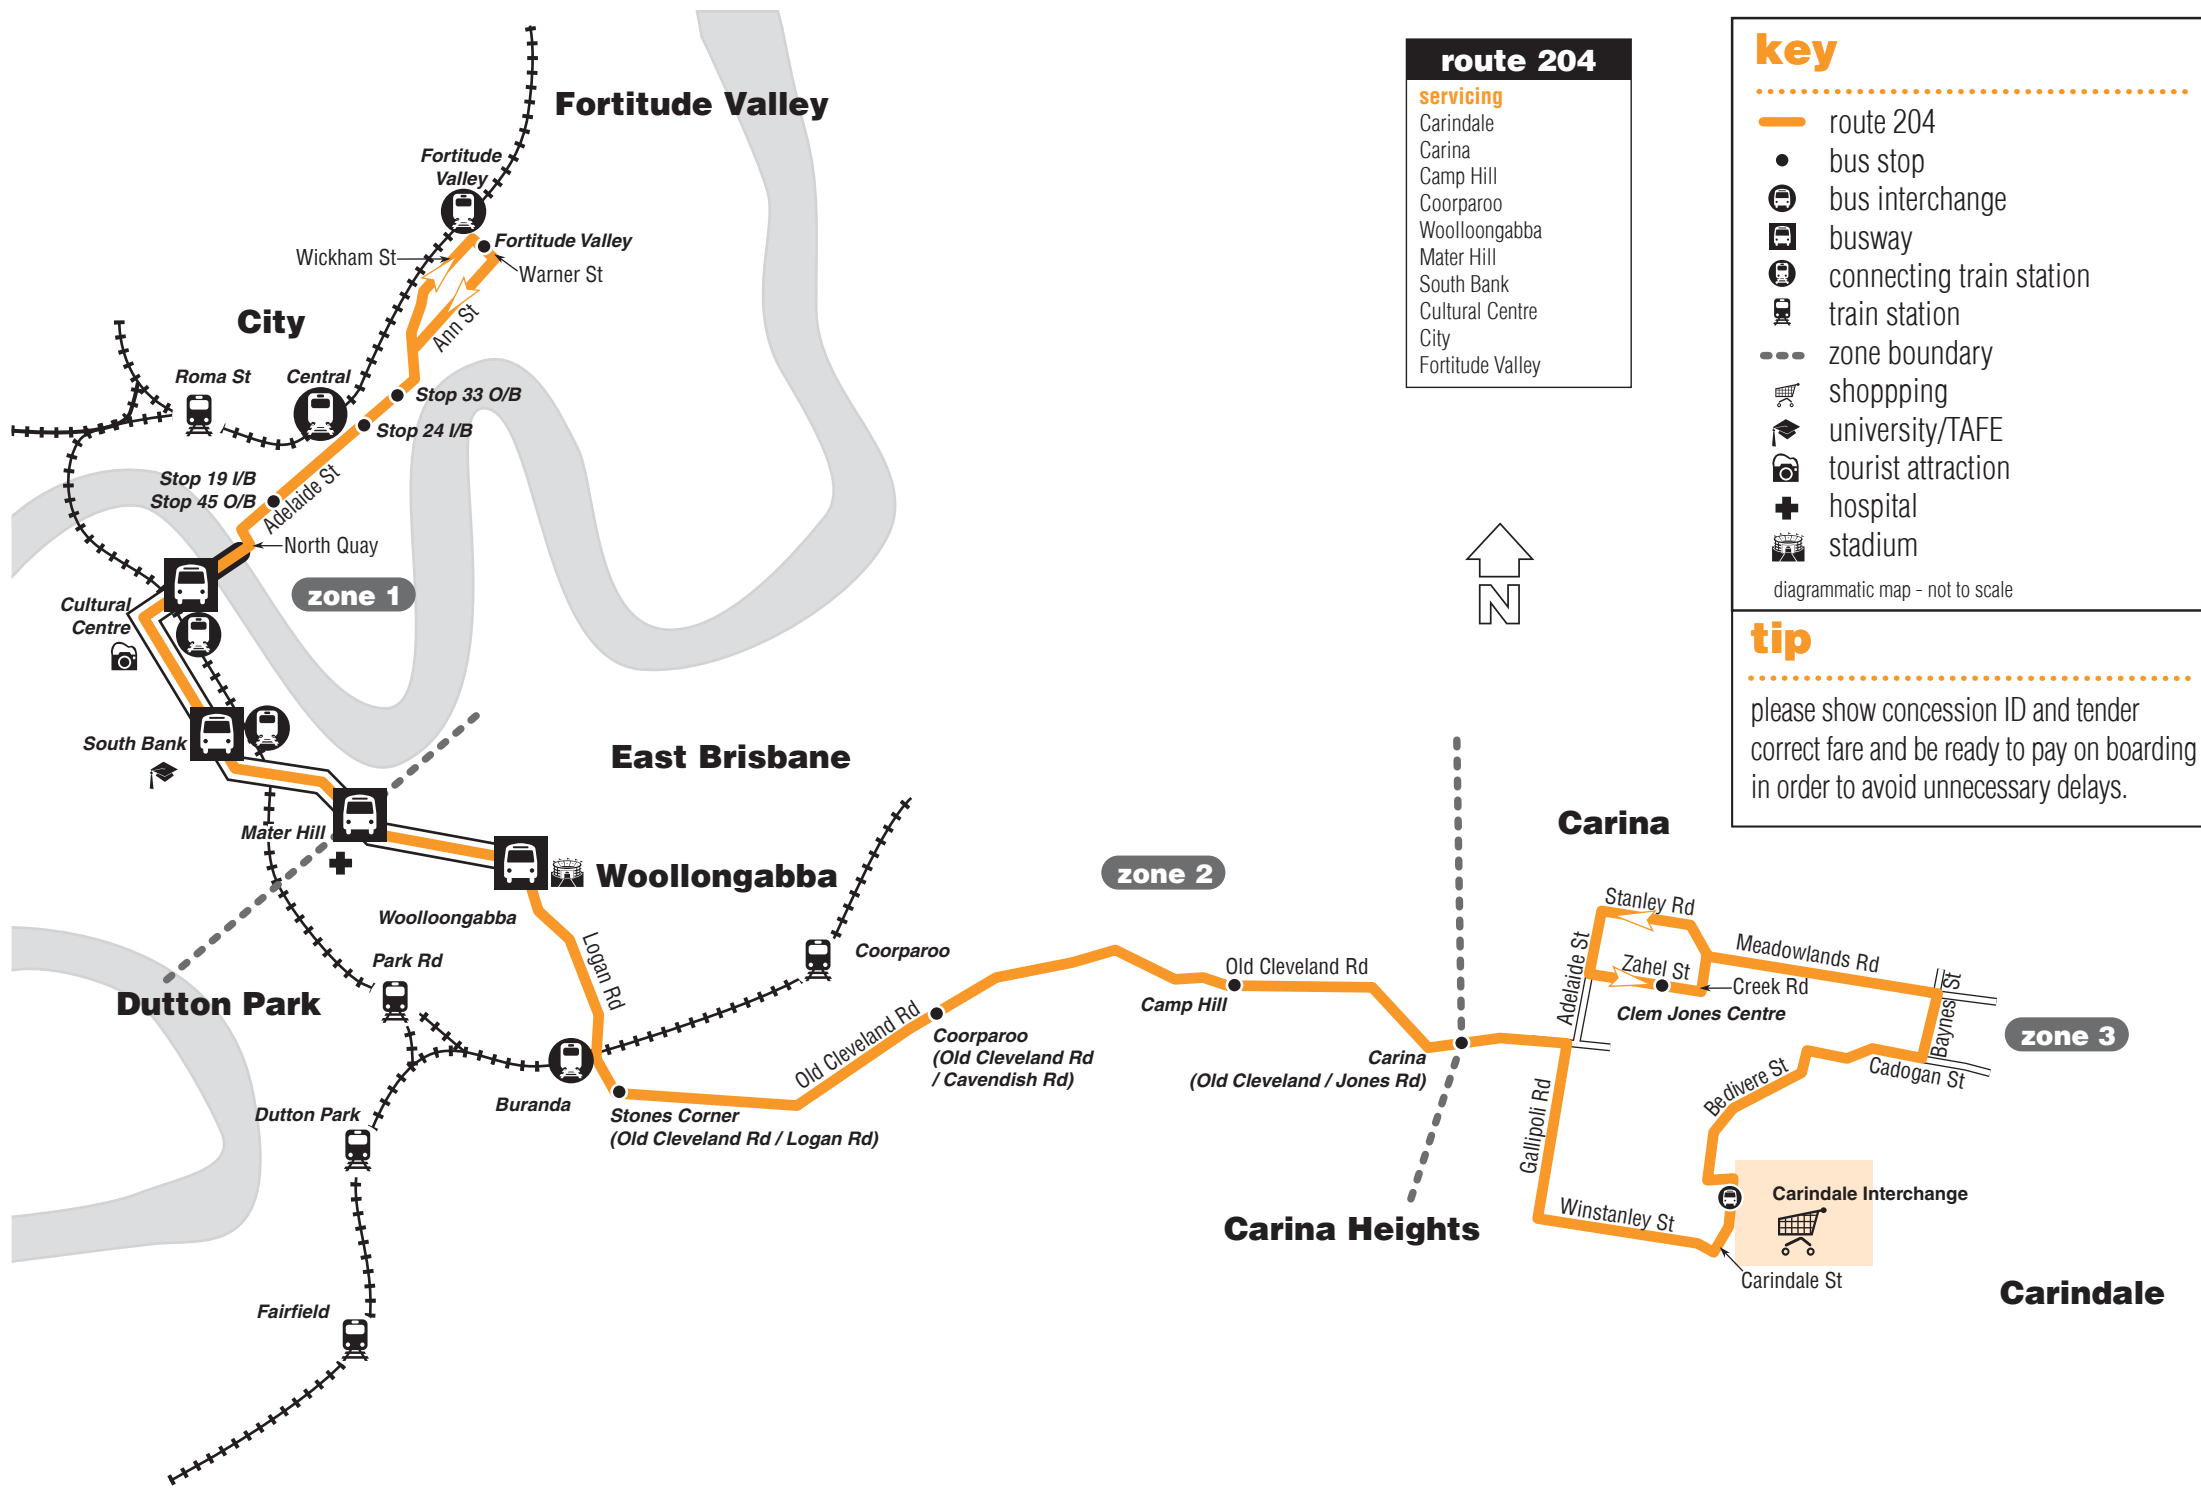 Fortitude Valley
Fortitude
Valley
Fortitude Valley
Wickham St
Warner St
City
Ann St
Roma St
Central
Stop 33 O/B
Stop 24 I/B
Stop 19 I/B
Stop 45 O/B
Adelaide St
North Quay
zone 1
Cultural
Centre
South Bank
East Brisbane
Mater Hill
Woollongabba
Woolloongabba
Logan Rd
Park Rd
Coorparoo
Dutton Park
Dutton Park
Buranda
Stones Corner
(Old Cleveland Rd / Logan Rd)
Fairfield
Old Cleveland Rd
Coorparoo
(Old Cleveland Rd
/ Cavendish Rd)
zone 2
Old Cleveland Rd
Camp Hill
Carina
(Old Cleveland / Jones Rd)
Carina Heights
Carina
Stanley Rd
Adelaide St
Zahel St
Creek Rd
Clem Jones Centre
Meadowlands Rd
Baynes St
zone 3
Cadogan St
Bedivere St
Gallipoli Rd
Winstanley St
Carindale Interchange
Carindale St
Carindale
N
route 204
servicing
Carindale
Carina
Camp Hill
Coorparoo
Woolloongabba
Mater Hill
South Bank
Cultural Centre
City
Fortitude Valley
key
route 204
bus stop
bus interchange
busway
connecting train station
train station
zone boundary
shoppping
university/TAFE
tourist attraction
hospital
stadium
diagrammatic map - not to scale
tip
please show concession ID and tender
correct fare and be ready to pay on boarding
in order to avoid unnecessary delays.